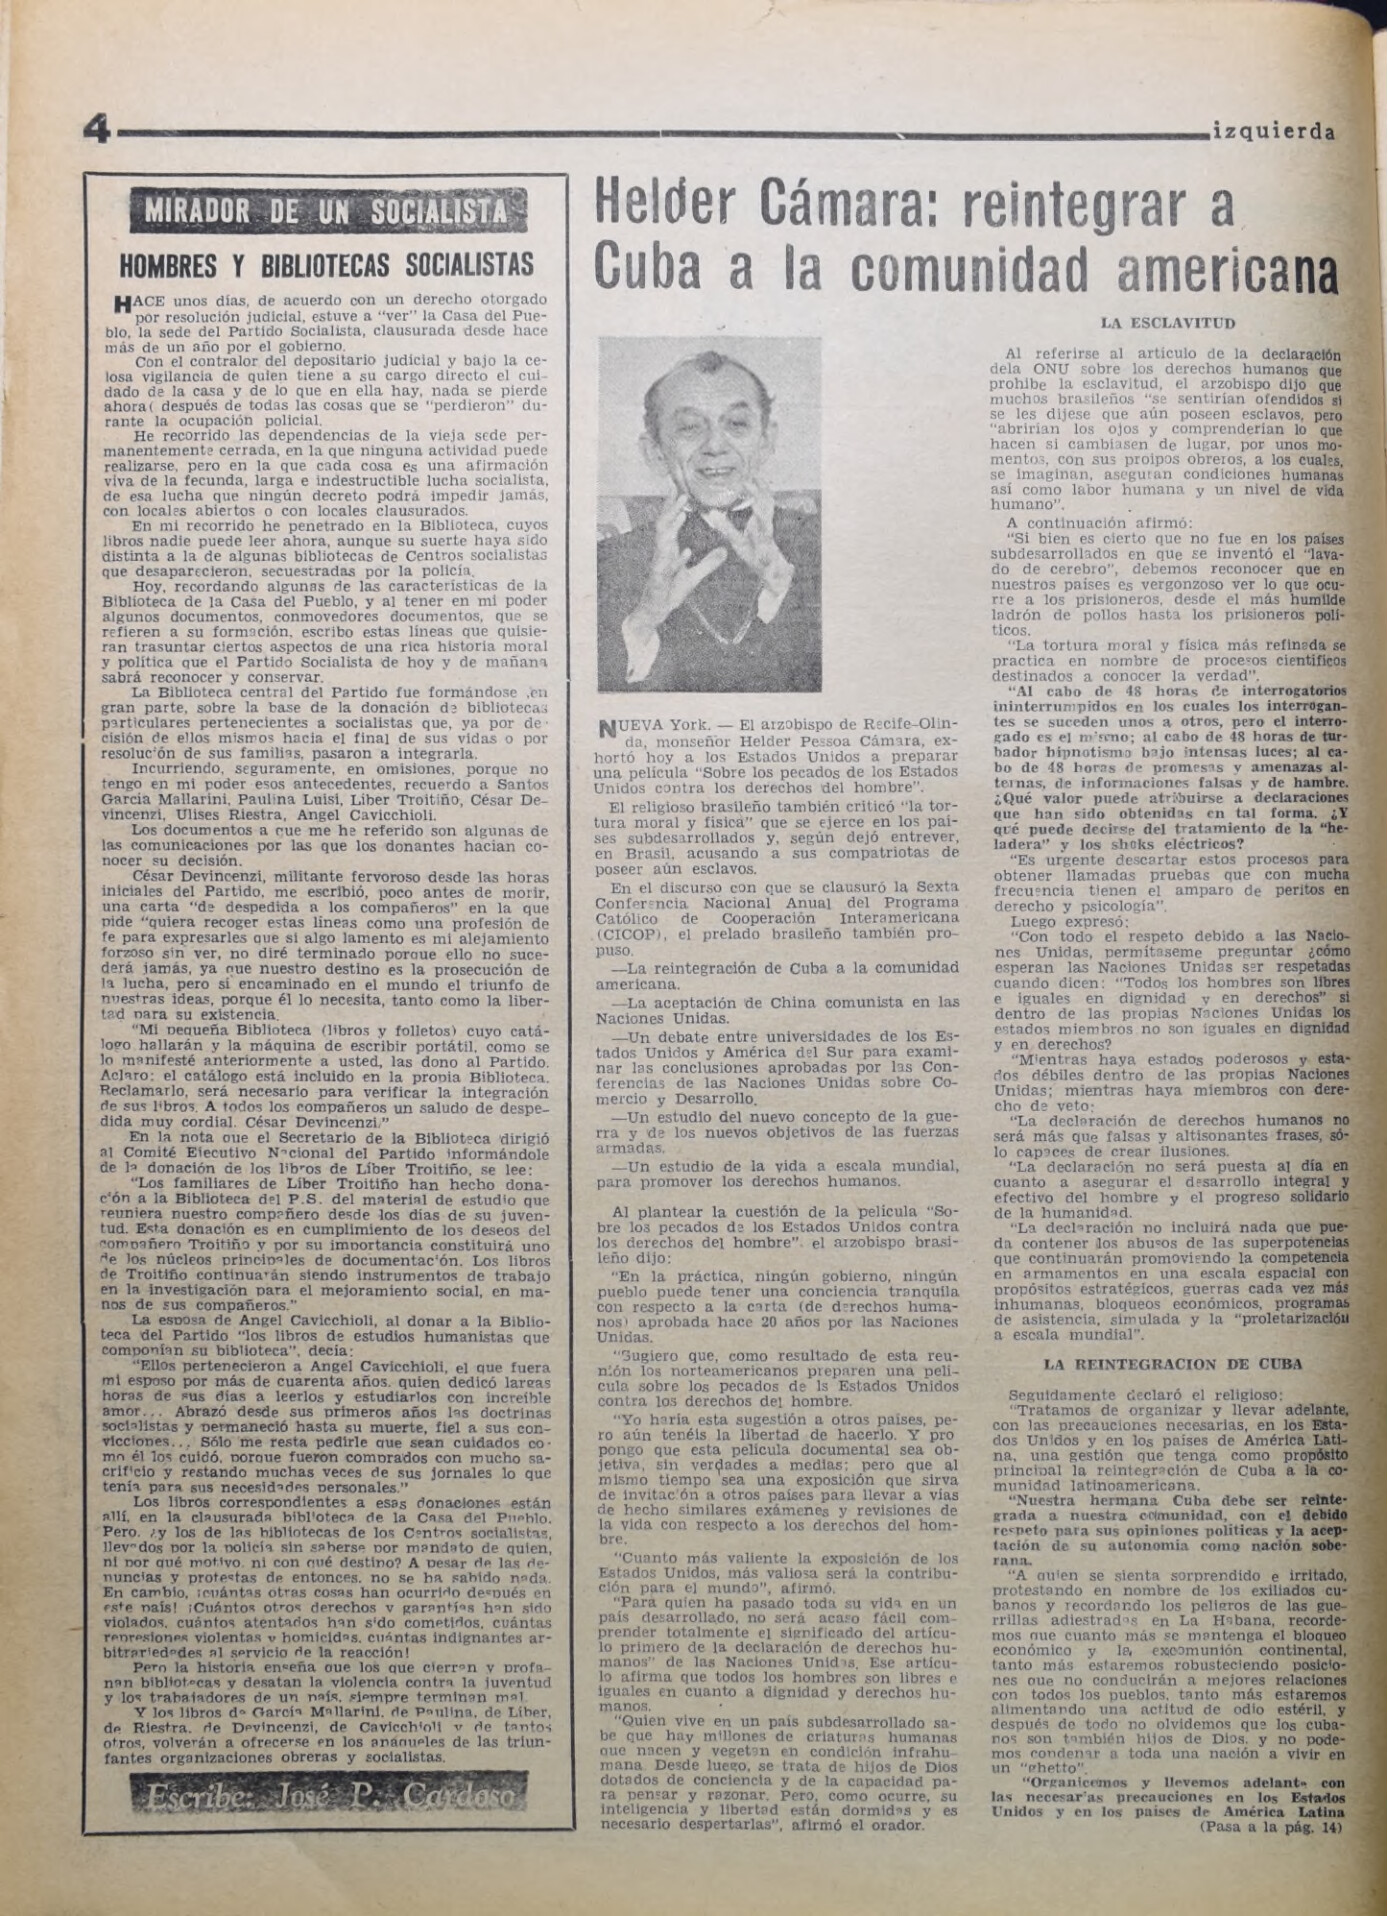 4
izquierda
MIRADOR DE UN SOCIALISTA
HOMBRES Y BIBLIOTECAS SOCIALISTAS
HACE unos días, de acuerdo con un derecho otorgado
por resolución judicial, estuve a "ver" la Casa del Pue-
blo, la sede del Partido Socialista, clausurada desde hace
más de un año por el gobierno.
Con el contralor del depositario judicial y bajo la ce-
losa vigilancia de quien tiene a su cargo directo el cui-
dado de la casa y de lo que en ella hay, nada se pierde
ahora( después de todas las cosas que se "perdieron" du-
rante la ocupación policial.
He recorrido las dependencias de la vieja sede per-
manentemente cerrada, en la que ninguna actividad puede
realizarse, pero en la que cada cosa es una afirmación
viva de la fecunda, larga e indestructible lucha socialista,
de esa lucha que ningún decreto podrá impedir jamás,
con locales abiertos o con locales clausurados.
En mi recorrido he penetrado en la Biblioteca, cuyos
libros nadie puede leer ahora, aunque su suerte haya sido
distinta a la de algunas bibliotecas de Centros socialistas
que desaparecieron, secuestradas por la policía.
Hoy, recordando algunas de las características de la
Biblioteca de la Casa del Pueblo, y al tener en mi poder
algunos documentos, conmovedores documentos, que se
refieren a su formación, escribo estas líneas que quisie-
ran trasuntar ciertos aspectos de una rica historia moral
y política que el Partido Socialista de hoy y de mañana
sabrá reconocer y conservar.
La Biblioteca central del Partido fue formándose ,en
gran parte, sobre la base de la donación de bibliotecas
particulares pertenecientes a socialistas que, ya por de-
cisión de ellos mismos hacia el final de sus vidas o por
resolución de sus familias, pasaron a integrarla.
Incurriendo, seguramente, en omisiones, porque no
tengo en mi poder esos antecedentes, recuerdo a Santos
Garcia Mallarini, Paulina Luisi, Liber Troitiño, César De-
vincenzi, Ulises Riestra, Angel Cavicchioli.
Los documentos a que me he referido son algunas de
las comunicaciones por las que los donantes hacían co-
nocer su decisión.
César Devincenzi, militante fervoroso desde las horas
iniciales del Partido, me escribió, poco antes de morir,
una carta "de despedida a los compañeros" en la que
pide "quiera recoger estas lineas como una profesión de
fe para expresarles que si algo lamento es mi alejamiento
forzoso sin ver, no diré terminado porque ello no suce-
derá jamás, ya que nuestro destino es la prosecución de
la lucha, pero si encaminado en el mundo el triunfo de
nuestras ideas, porque él lo necesita, tanto como la liber-
tad para su existencia.
"Mi pequeña Biblioteca (libros y folletos) cuyo catá-
logo hallarán y la máquina de escribir portátil, como se
lo manifesté anteriormente a usted, las dono al Partido.
Aclaro: el catálogo está incluido en la propia Biblioteca.
Reclamarlo, será necesario para verificar la integración
de sus libros. A todos los compañeros un saludo de despe-
dida muy cordial. César Devincenzi."
En la nota que el Secretario de la Biblioteca dirigió
al Comité Ejecutivo Nacional del Partido informándole
de la donación de los libros de Líber Troitiño, se lee:
"Los familiares de Líber Troitiño han hecho dona-
ción a la Biblioteca del P.S. del material de estudio que
reuniera nuestro compañero desde los días de su juven-
tud. Esta donación es en cumplimiento de los deseos del
compañero Troitiño y por su importancia constituirá uno
de los núcleos principales de documentación. Los libros
de Troitiño continuarán siendo instrumentos de trabajo
en la investigación para el mejoramiento social, en ma-
nos de sus compañeros."
La esposa de Angel Cavicchioli, al donar a la Biblio-
teca del Partido "los libros de estudios humanistas que
componían su biblioteca", decía:
"Ellos pertenecieron a Angel Cavicchioli, el que fuera
mi esposo por más de cuarenta años, quien dedicó largas
horas de sus días a leerlos y estudiarlos con increíble
amor... Abrazó desde sus primeros años las doctrinas
socialistas y permaneció hasta su muerte, fiel a sus con-
vicciones... Sólo me resta pedirle que sean cuidados co-
mo él los cuidó, porque fueron comprados con mucho sa-
crificio y restando muchas veces de sus jornales lo que
tenía para sus necesidades personales."
Los libros correspondientes a esas donaciones están
allí, en la clausurada biblioteca de la Casa del Pueblo.
Pero, ¿y los de las bibliotecas de los Centros socialistas,
llevados por la policía sin saberse por mandato de quien,
ni por qué motivo, ni con qué destino? A pesar de las de-
nuncias y protestas de entonces, no se ha sabido nada.
En cambio, ¡cuántas otras cosas han ocurrido después en
este país! ¡Cuántos otros derechos y garantías han sido
violados, cuántos atentados han sido cometidos, cuántas
represiones violentas y homicidas, cuántas indignantes ar-
bitrariedades al servicio de la reacción!
Pero la historia enseña que los que cierran y profa-
nan bibliotecas y desatan la violencia contra la juventud
y los trabajadores de un país, siempre terminan mal.
Y los libros de García Mallarini, de Paulina, de Líber,
de Riestra, de Devincenzi, de Cavicchioli y de tantos
otros, volverán a ofrecerse en los anaqueles de las triun-
fantes organizaciones obreras y socialistas.
Escribe: José P. Cardoso
Helder Cámara: reintegrar a
Cuba a la comunidad americana
NUEVA York. — El arzobispo de Recife-Olin-
da, monseñor Helder Pessoa Cámara, ex-
hortó hoy a los Estados Unidos a preparar
una película "Sobre los pecados de los Estados
Unidos contra los derechos del hombre".
El religioso brasileño también criticó "la tor-
tura moral y física" que se ejerce en los paí-
ses subdesarrollados y, según dejó entrever,
en Brasil, acusando a sus compatriotas de
poseer aún esclavos.
En el discurso con que se clausuró la Sexta
Conferencia Nacional Anual del Programa
Católico de Cooperación Interamericana
(CICOP), el prelado brasileño también pro-
puso.
—La reintegración de Cuba a la comunidad
americana.
—La aceptación de China comunista en las
Naciones Unidas.
—Un debate entre universidades de los Es-
tados Unidos y América del Sur para exami-
nar las conclusiones aprobadas por las Con-
ferencias de las Naciones Unidas sobre Co-
mercio y Desarrollo.
—Un estudio del nuevo concepto de la gue-
rra y de los nuevos objetivos de las fuerzas
armadas.
—Un estudio de la vida a escala mundial,
para promover los derechos humanos.
Al plantear la cuestión de la película "So-
bre los pecados de los Estados Unidos contra
los derechos del hombre". el arzobispo brasi-
leño dijo:
"En la práctica, ningún gobierno, ningún
pueblo puede tener una conciencia tranquila
con respecto a la carta (de derechos huma-
nos) aprobada hace 20 años por las Naciones
Unidas.
"Sugiero que, como resultado de esta reu-
nión los norteamericanos preparen una pelí-
cula sobre los pecados de ls Estados Unidos
contra los derechos del hombre.
"Yo haría esta sugestión a otros países, pe-
ro aún tenéis la libertad de hacerlo. Y pro
pongo que esta película documental sea ob-
jetiva, sin verdades a medias; pero que al
mismo tiempo sea una exposición que sirva
de invitación a otros países para llevar a vías
de hecho similares exámenes y revisiones de
la vida con respecto a los derechos del hom-
bre.
"Cuanto más valiente la exposición de los
Estados Unidos, más valiosa será la contribu-
ción para el mundo", afirmó.
"Para quien ha pasado toda su vida en un
país desarrollado, no será acaso fácil com-
prender totalmente el significado del artícu-
lo primero de la declaración de derechos hu-
manos" de las Naciones Unidas. Ese artícu-
lo afirma que todos los hombres son libres e
iguales en cuanto a dignidad y derechos hu-
manos.
"Quien vive en un país subdesarrollado sa-
be que hay millones de criaturas humanas
que nacen y vegetan en condición infrahu-
mana. Desde luego, se trata de hijos de Dios
dotados de conciencia y de la capacidad pa-
ra pensar y razonar. Pero, como ocurre, su
inteligencia y libertad están dormidas y es
necesario despertarlas", afirmó el orador.
LA ESCLAVITUD
Al referirse al artículo de la declaración
dela ONU sobre los derechos humanos que
prohibe la esclavitud, el arzobispo dijo que
muchos brasileños "se sentirían ofendidos si
se les dijese que aún poseen esclavos, pero
"abrirían los ojos y comprenderían lo que
hacen si cambiasen de lugar, por unos mo-
mentos, con sus proipos obreros, a los cuales,
se imaginan, aseguran condiciones humanas
así como labor humana y un nivel de vida
humano".
A continuación afirmó:
"Si bien es cierto que no fue en los países
subdesarrollados en que se inventó el "lava-
do de cerebro", debemos reconocer que en
nuestros países es vergonzoso ver lo que ocu-
rre a los prisioneros, desde el más humilde
ladrón de pollos hasta los prisioneros polí-
ticos.
"La tortura moral y física más refinada se
practica en nombre de procesos científicos
destinados a conocer la verdad".
"Al cabo de 48 horas de interrogatorios
ininterrumpidos en los cuales los interrogan-
tes se suceden unos a otros, pero el interro-
gado es el mismo; al cabo de 48 horas de tur-
bador hipnotismo bajo intensas luces; al ca-
bo de 48 horas de promesas y amenazas al-
ternas, de informaciones falsas y de hambre.
¿Qué valor puede atribuirse a declaraciones
que han sido obtenidas en tal forma. ¿Y
qué puede decirse del tratamiento de la "he-
ladera" y los shoks eléctricos?
"Es urgente descartar estos procesos para
obtener llamadas pruebas que con mucha
frecuencia tienen el amparo de peritos en
derecho y psicología".
Luego expresó:
"Con todo el respeto debido a las Nacio-
nes Unidas, permítaseme preguntar ¿cómo
esperan las Naciones Unidas ser respetadas
cuando dicen: "Todos los hombres son libres
e iguales en dignidad y en derechos" si
dentro de las propias Naciones Unidas los
estados miembros no son iguales en dignidad
y en derechos?
"Mientras haya estados poderosos y esta-
dos débiles dentro de las propias Naciones
Unidas; mientras haya miembros con dere-
cho de veto;
"La declaración de derechos humanos no
será más que falsas y altisonantes frases, só-
lo capaces de crear ilusiones.
"La declaración no será puesta al día en
cuanto a asegurar el desarrollo integral y
efectivo del hombre y el progreso solidario
de la humanidad.
"La declaración no incluirá nada que pue-
da contener los abusos de las superpotencias
que continuarán promoviendo la competencia
en armamentos en una escala espacial con
propósitos estratégicos, guerras cada vez más
inhumanas, bloqueos económicos, programas
de asistencia, simulada y la "proletarización
a escala mundial".
LA REINTEGRACION DE CUBA
Seguidamente declaró el religioso:
"Tratamos de organizar y llevar adelante,
con las precauciones necesarias, en los Esta-
dos Unidos y en los países de América Lati-
na, una gestión que tenga como propósito
principal la reintegración de Cuba a la co-
munidad latinoamericana.
"Nuestra hermana Cuba debe ser reinte-
grada a nuestra comunidad, con el debido
respeto para sus opiniones políticas y la acep-
tación de su autonomía como nación sobe-
rana.
"A quien se sienta sorprendido e irritado,
protestando en nombre de los exiliados cu-
banos y recordando los peligros de las gue-
rrillas adiestradas en La Habana, recorde-
mos que cuanto más se mantenga el bloqueo
económico y la excomunión continental,
tanto más estaremos robusteciendo posicio-
nes que no conducirán a mejores relaciones
con todos los pueblos, tanto más estaremos
alimentando una actitud de odio estéril, y
después de todo no olvidemos que los cuba-
nos son también hijos de Dios, y no pode-
mos condenar a toda una nación a vivir en
un "ghetto".
"Organicemos y llevemos adelante con
las necesarias precauciones en los Estados
Unidos y en los países de América Latina
(Pasa a la pág. 14)